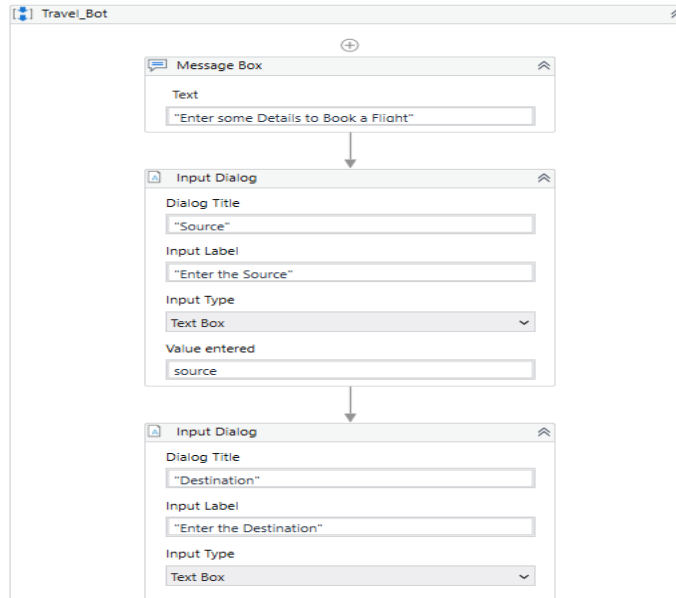 Travel_Bot
Message Box
Text
"Enter some Details to Book a Flight"
Input Dialog
Dialog Title
"Source"
Input Label
"Enter the Source"
Input Type
Text Box
Value entered
source
Input Dialog
Dialog Title
"Destination"
Input Label
"Enter the Destination"
Input Type
Text Box